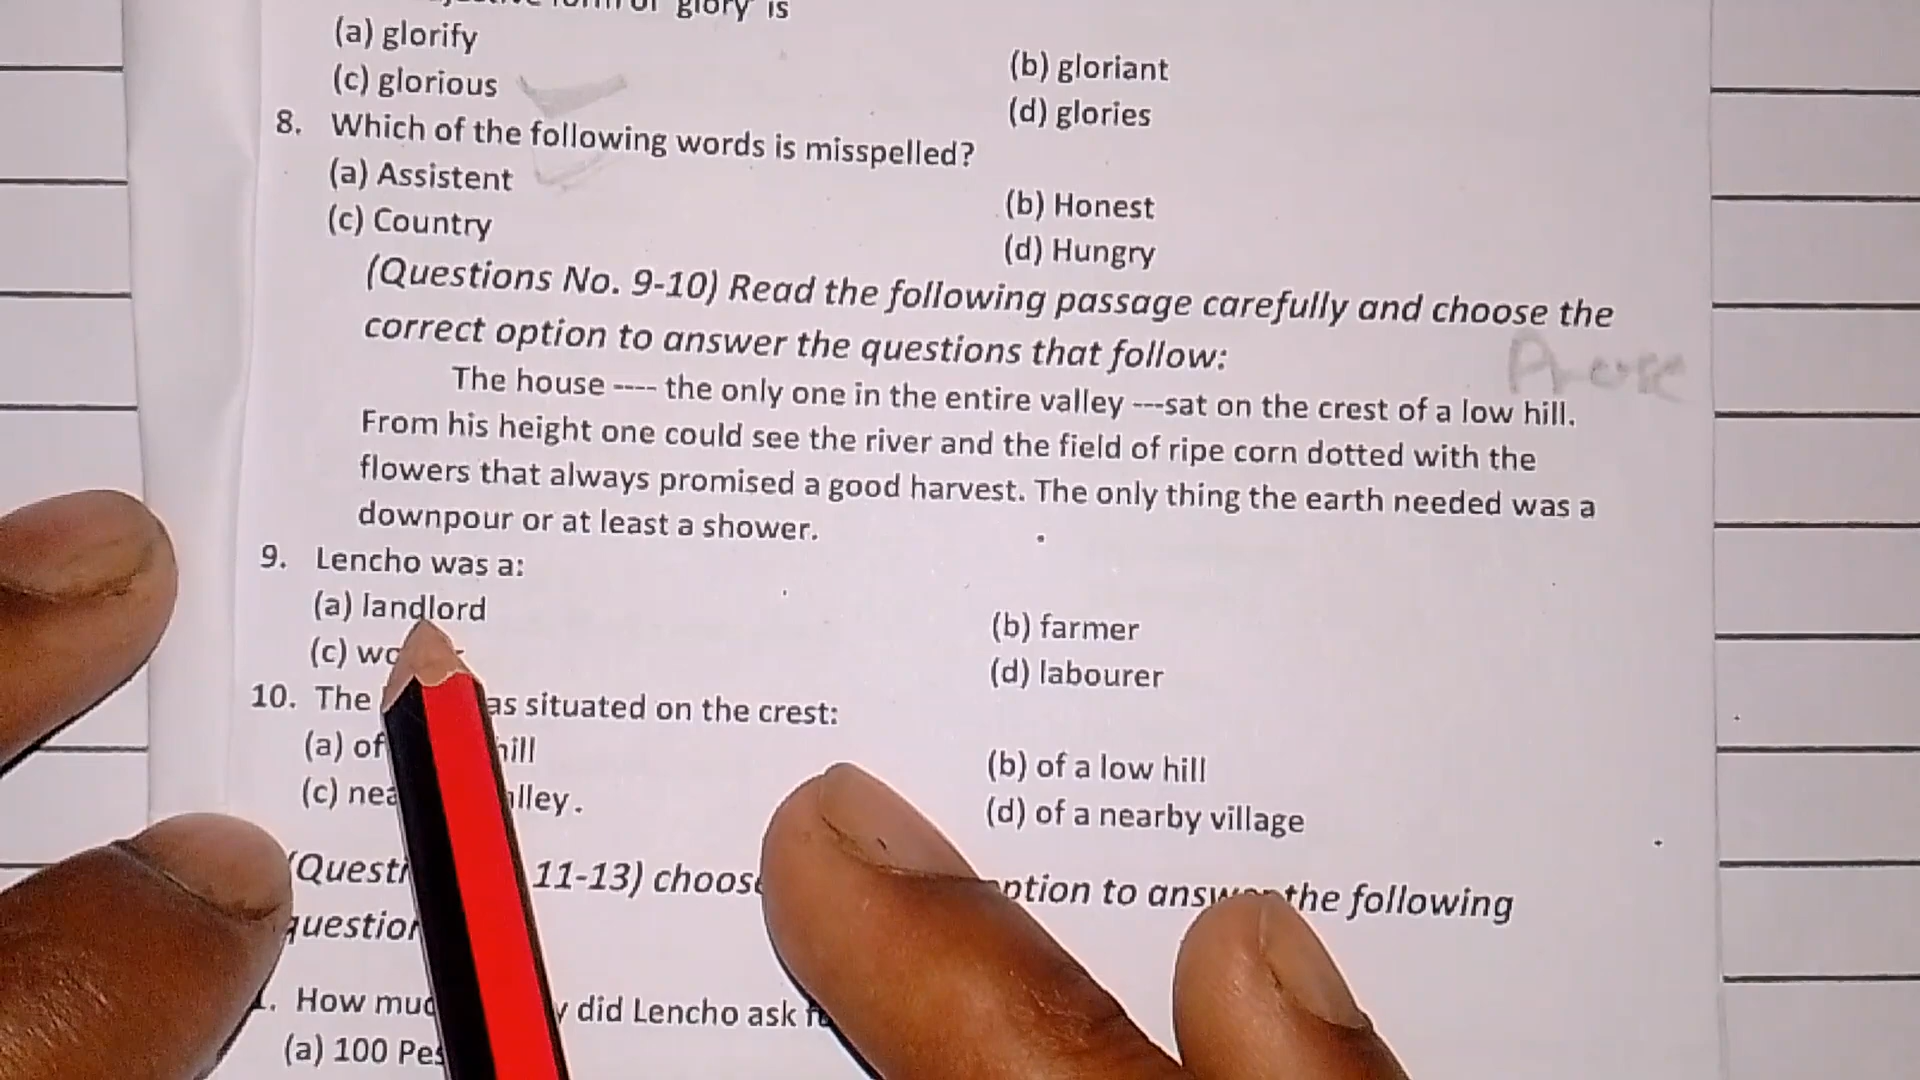 form of glory is
(a) glorify
(b) gloriant
(c) glorious
(d) glories
8. Which of the following words is misspelled?
(a) Assistent
(b) Honest
(c) Country
(d) Hungry
(Questions No. 9-10) Read the following passage carefully and choose the
correct option to answer the questions that follow:
Prose
The house ---- the only one in the entire valley ---sat on the crest of a low hill.
From his height one could see the river and the field of ripe corn dotted with the
flowers that always promised a good harvest. The only thing the earth needed was a
downpour or at least a shower.
9. Lencho was a:
(a) landlord
(b) farmer
(c)
(d) labourer
10. The situated on the crest:
(a) of hill
(b) of a low hill
(c)
(d) of a nearby village
11-13) to the following
How did Lencho ask
(a) 100